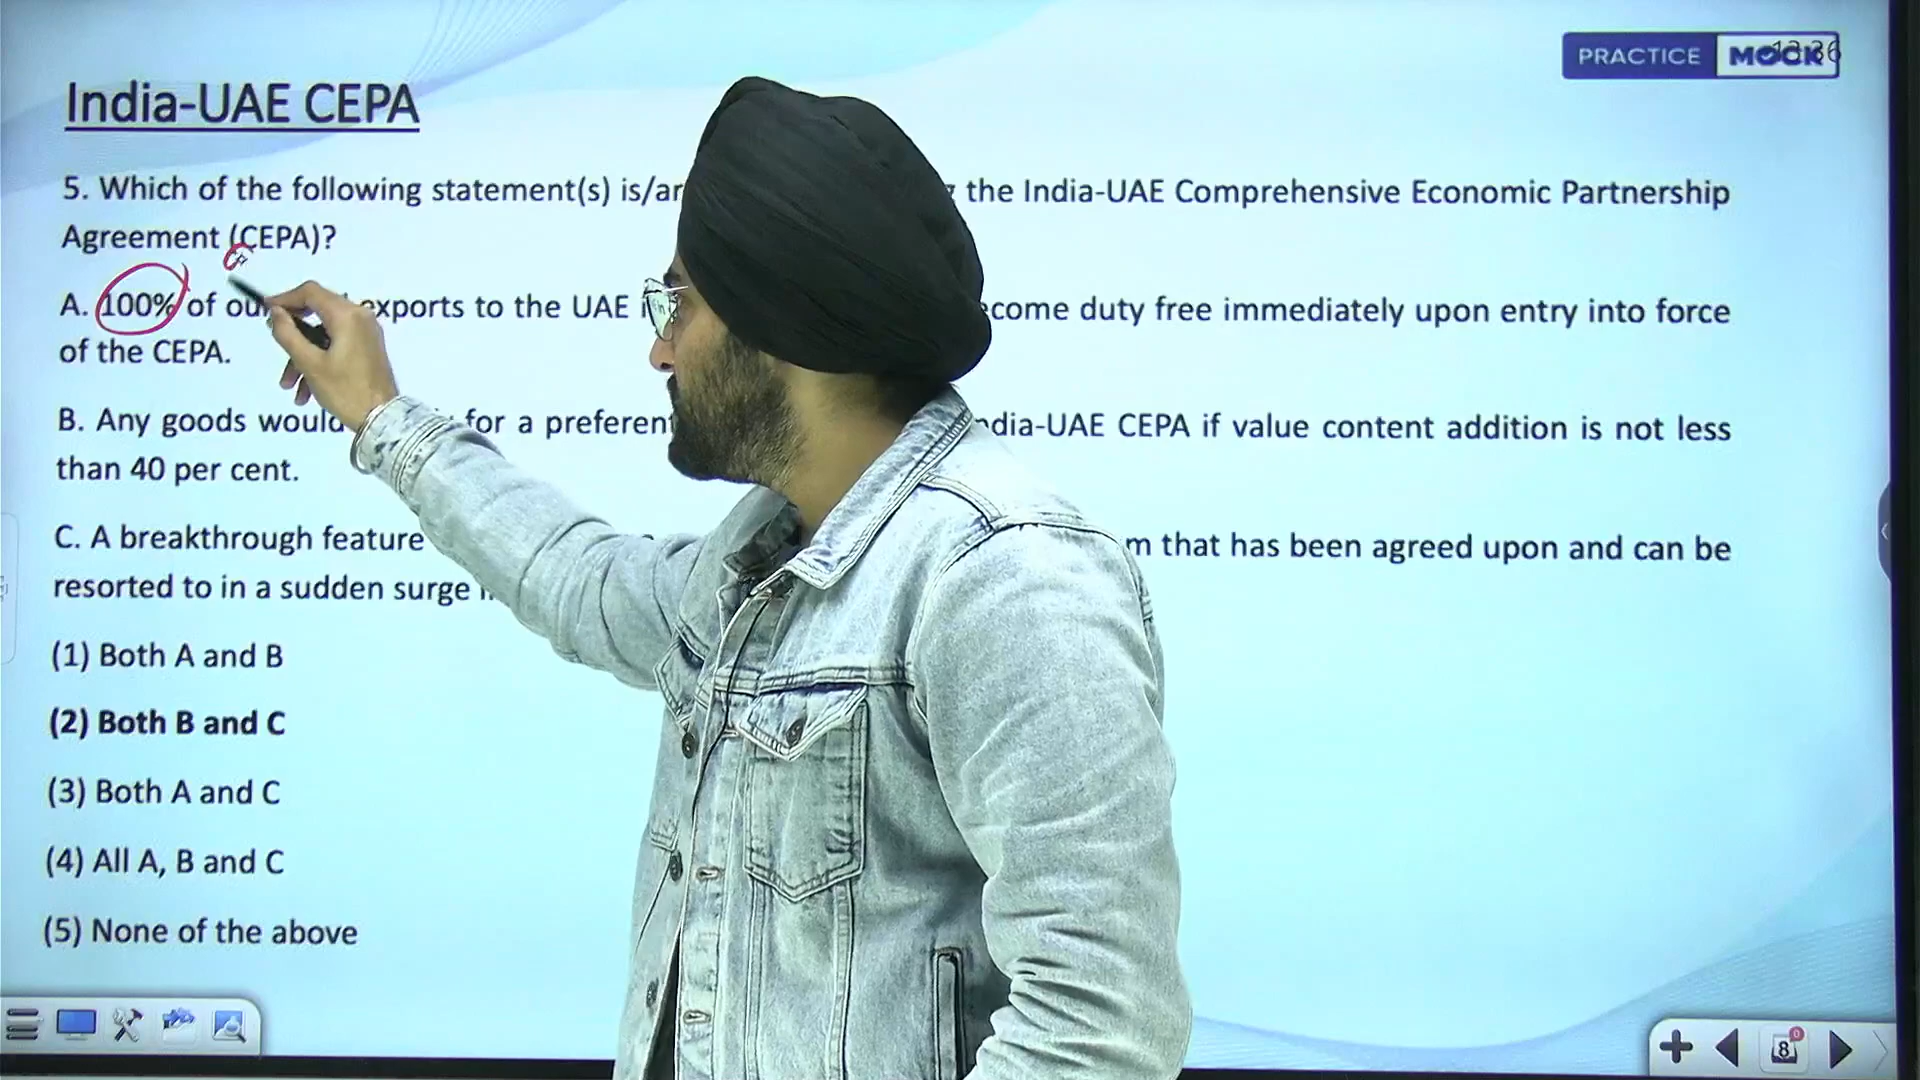 PRACTICE MOCK
India-UAE CEPA
5. Which of the following statement(s) is/ar the India-UAE Comprehensive Economic Partnership
Agreement (CEPA)?
A. 100% of exports to the UAE duty free immediately upon entry into force
of the CEPA.
B. Any goods would for a India-UAE CEPA if value content addition is not less
than 40 per cent.
C. A breakthrough feature that has been agreed upon and can be
resorted to in a sudden surge
(1) Both A and B
(2) Both B and C
(3) Both A and C
(4) All A, B and C
(5) None of the above
8